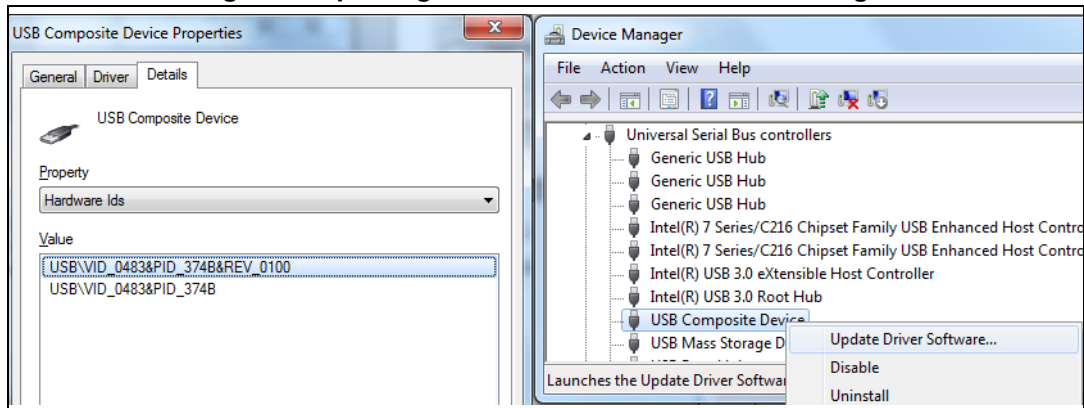 USB Composite Device Properties
General Driver Details
USB Composite Device
Property
Hardware Ids
Value
USB\VID_0483&PID_374B&REV_0100
USB\VID_0483&PID_374B
Device Manager
File Action View Help
Universal Serial Bus controllers
Generic USB Hub
Generic USB Hub
Generic USB Hub
Intel(R) 7 Series/C216 Chipset Family USB Enhanced Host Contro
Intel(R) 7 Series/C216 Chipset Family USB Enhanced Host Contro
Intel(R) USB 3.0 eXtensible Host Controller
Intel(R) USB 3.0 Root Hub
USB Composite Device
USB Mass Storage D
Launches the Update Driver Softwar
Update Driver Software...
Disable
Uninstall